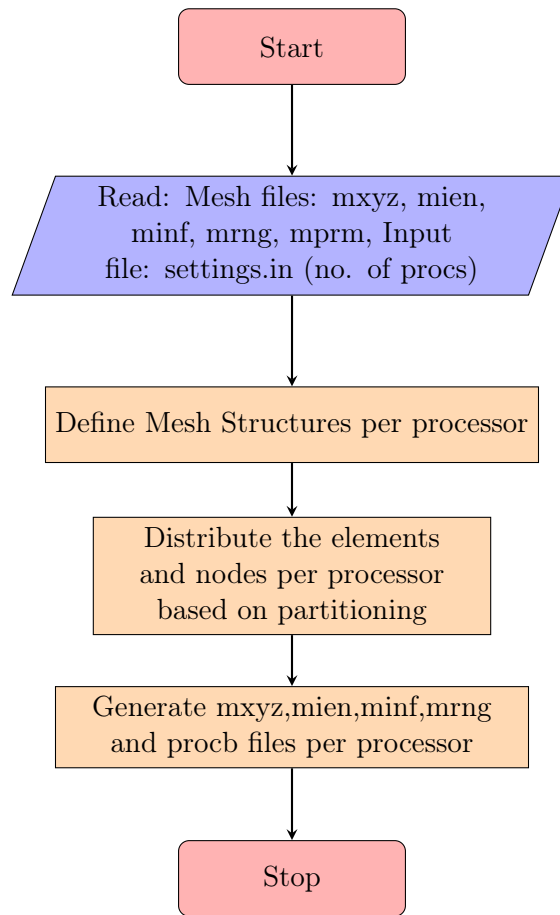 Start
Read: Mesh files: mxyz, mien,
minf, mrng, mprm, Input
file: settings.in (no. of procs)
Define Mesh Structures per processor
Distribute the elements
and nodes per processor
based on partitioning
Generate mxyz,mien,minf,mrng
and procb files per processor
Stop